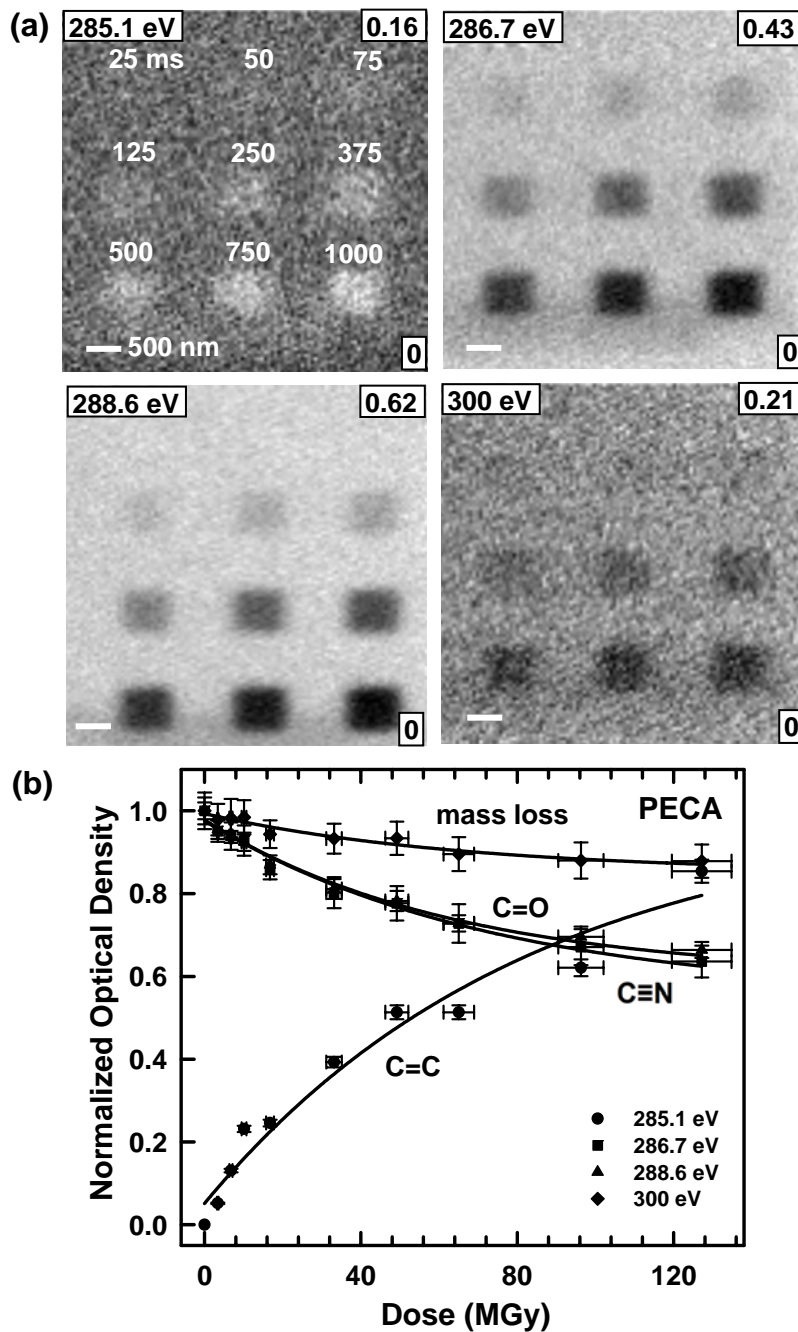 (a)
285.1 eV 0.16
25 ms 50 75
125 250 375
500 750 1000
500 nm 0
286.7 eV 0.43
0
288.6 eV 0.62
0
300 eV 0.21
0
(b)
mass loss PECA
C=O
C≡N
C=C
285.1 eV
286.7 eV
288.6 eV
300 eV
Normalized Optical Density
1.0
0.8
0.6
0.4
0.2
0.0
0 40 80 120
Dose (MGy)